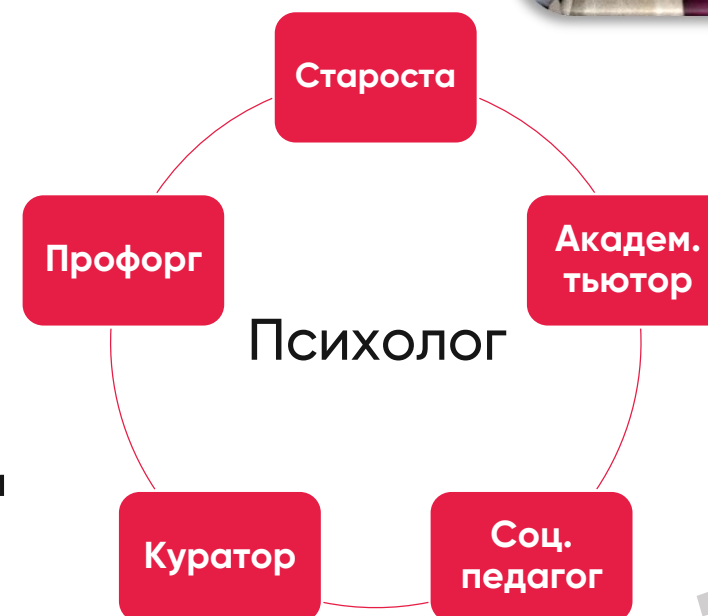 Староста
Академ.
тьютор
Профорг
Психолог
Куратор
Соц.
педагог